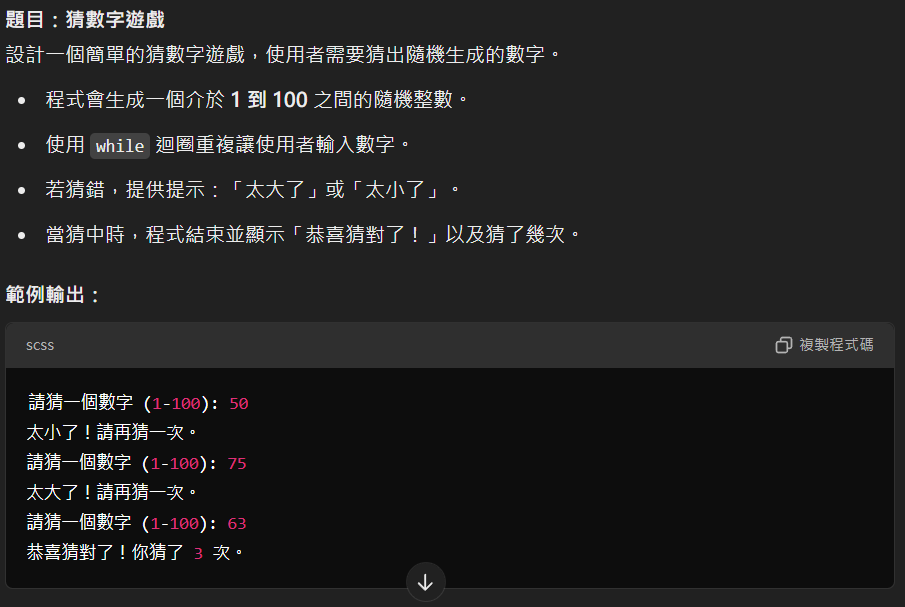 題目：猜數字遊戲
設計一個簡單的猜數字遊戲，使用者需要猜出隨機生成的數字。
• 程式會生成一個介於 1 到 100 之間的隨機整數。
• 使用 while 迴圈重複讓使用者輸入數字。
• 若猜錯，提供提示：「太大了」或「太小了」。
• 當猜中時，程式結束並顯示「恭喜猜對了！」以及猜了幾次。
範例輸出：
scss 複製程式碼
請猜一個數字 (1-100): 50
太小了！請再猜一次。
請猜一個數字 (1-100): 75
太大了！請再猜一次。
請猜一個數字 (1-100): 63
恭喜猜對了！你猜了 3 次。